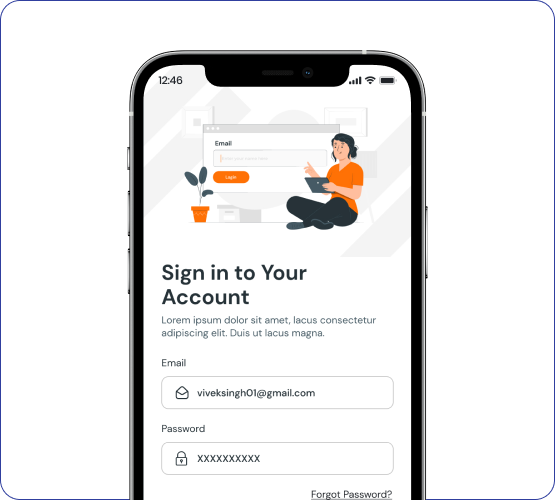 12:46
Email
Login
Sign in to Your
Account
Lorem ipsum dolor sit amet, lacus consectetur
adipiscing elit. Duis ut lacus magna.
Email
viveksingh01@gmail.com
Password
XXXXXXXXXX
Forgot Password?